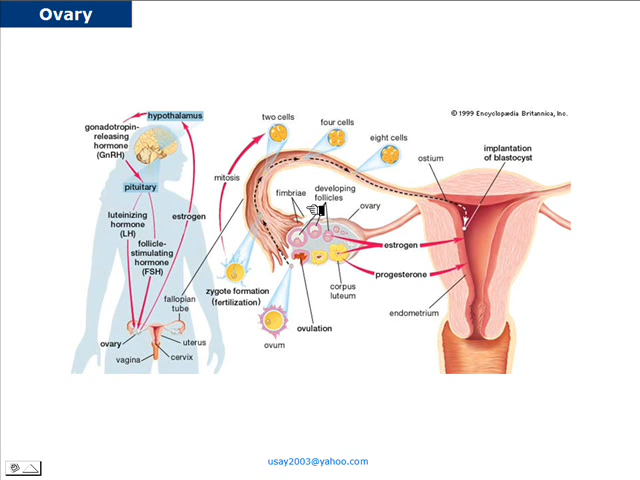 Ovary
© 1999 Encyclopædia Britannica, Inc.
hypothalamus
gonadotropin-
releasing
hormone
(GnRH)
pituitary
luteinizing
hormone
(LH)
estrogen
follicle-
stimulating
hormone
(FSH)
fallopian
tube
ovary
uterus
vagina
cervix
two cells
four cells
eight cells
mitosis
fimbriae
developing
follicles
ovary
zygote formation
(fertilization)
ovum
ovulation
corpus
luteum
estrogen
progesterone
ostium
implantation
of blastocyst
endometrium
usay2003@yahoo.com